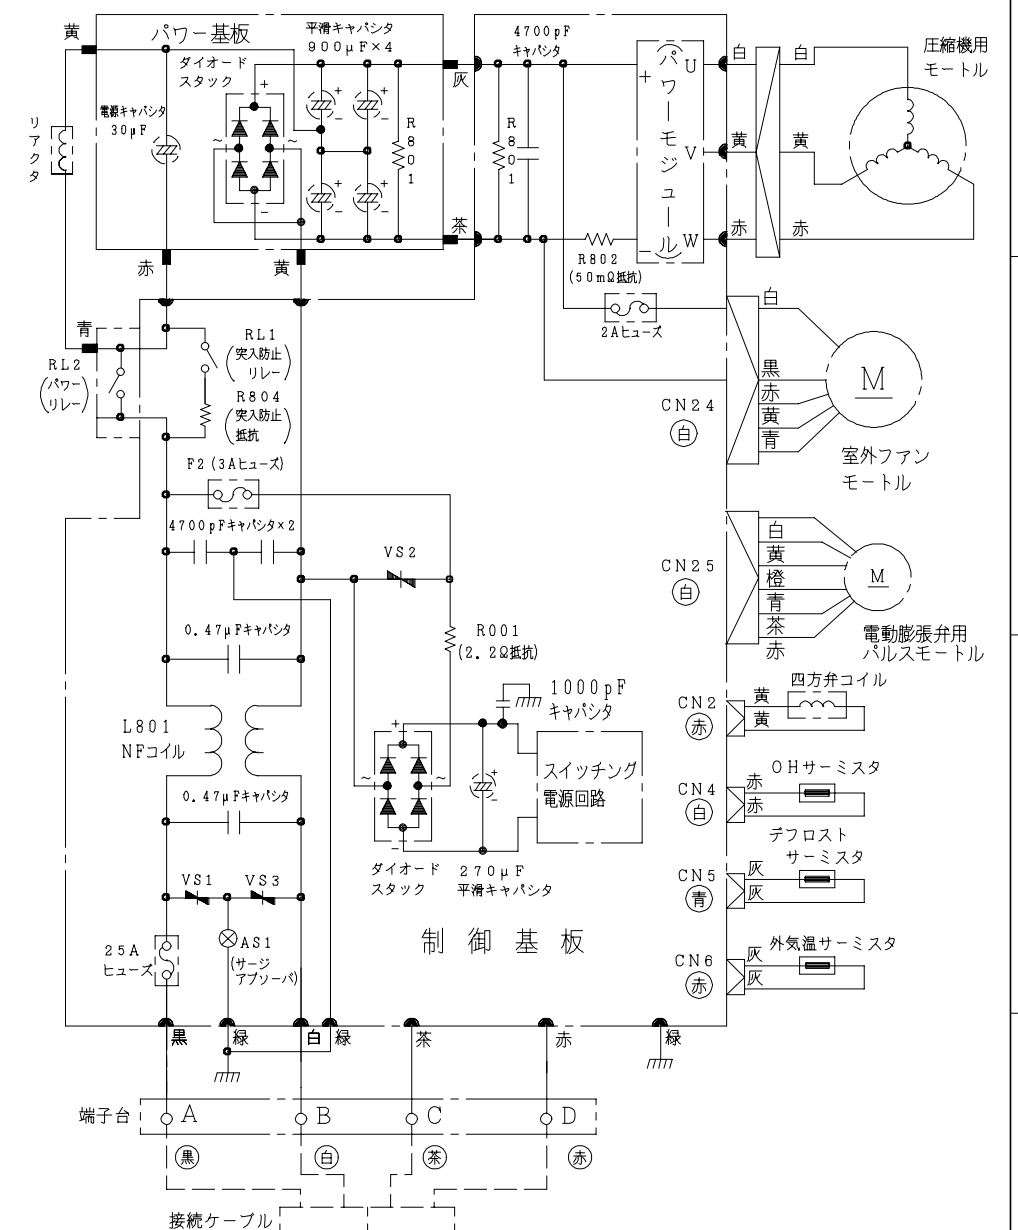 黄
パワー基板
平滑キャパシタ
900μF×4
4700pF
キャパシタ
ダイオード
スタック
灰
+
パワーモジュール
-
U
V
W
白
黄
赤
白
黄
赤
圧縮機用
モートル
リアクタ
電源キャパシタ
30μF
+
-
~
~
+
-
+
-
+
-
+
-
R801
R801
茶
R802
(50mΩ抵抗)
2Aヒューズ
赤
黄
青
RL2
(パワーリレー)
RL1
(突入防止リレー)
R804
(突入防止抵抗)
F2(3Aヒューズ)
4700pFキャパシタ×2
VS2
0.47μFキャパシタ
R001
(2.2Ω抵抗)
L801
NFコイル
1000pF
キャパシタ
スイッチング
電源回路
+
-
~
~
+
-
0.47μFキャパシタ
ダイオード
スタック
270μF
平滑キャパシタ
VS1
VS3
25A
ヒューズ
AS1
(サージアブソーバ)
制御基板
CN24
白
白
黒
赤
黄
青
M
室外ファン
モートル
CN25
白
白
黄
橙
青
茶
赤
M
電動膨張弁用
パルスモートル
CN2
赤
黄
黄
四方弁コイル
CN4
白
赤
赤
OHサーミスタ
CN5
青
灰
灰
デフロスト
サーミスタ
CN6
赤
灰
灰
外気温サーミスタ
黒
緑
白
緑
茶
赤
緑
端子台
A
B
C
D
黒
白
茶
赤
接続ケーブル